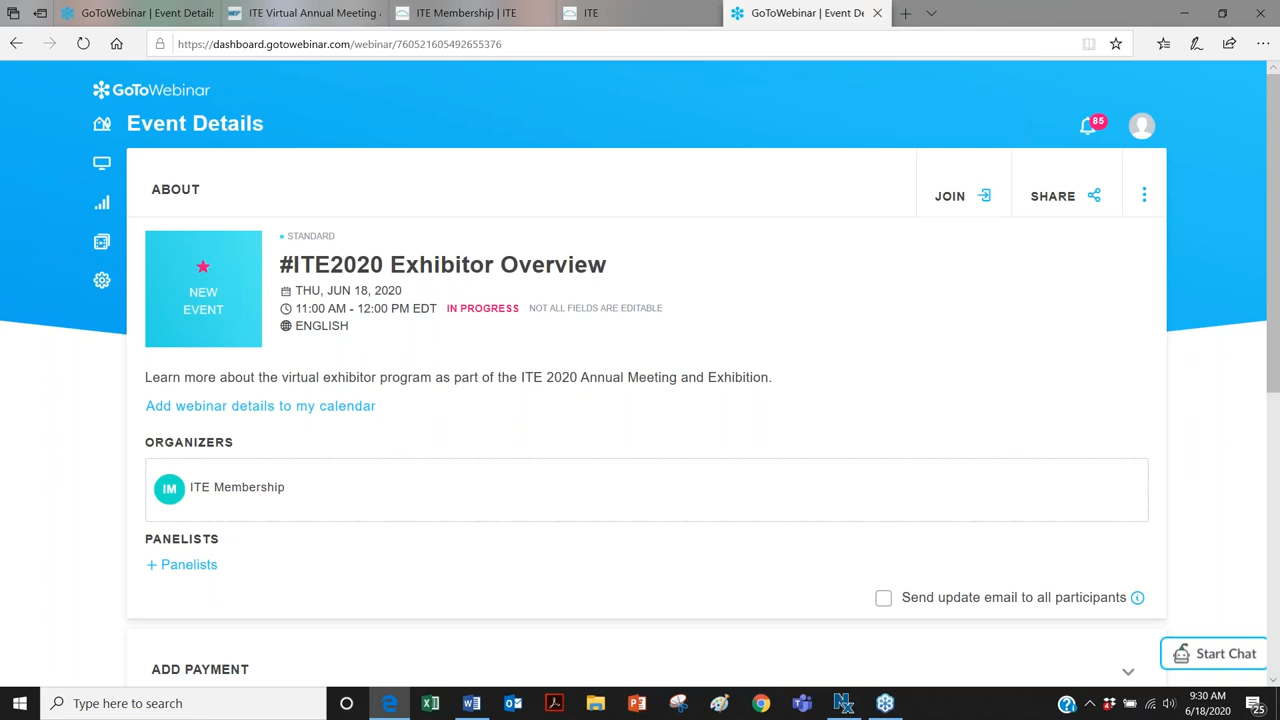 GoToWebinar | Event Detail
ITE Virtual Annual Meeting
ITE Membership | ITE
ITE
GoToWebinar | Event De
https://dashboard.gotowebinar.com/webinar/760521605492655376
GoToWebinar
Event Details
85
ABOUT
JOIN
SHARE
STANDARD
NEW
EVENT
#ITE2020 Exhibitor Overview
THU, JUN 18, 2020
11:00 AM - 12:00 PM EDT IN PROGRESS NOT ALL FIELDS ARE EDITABLE
ENGLISH
Learn more about the virtual exhibitor program as part of the ITE 2020 Annual Meeting and Exhibition.
Add webinar details to my calendar
ORGANIZERS
IM ITE Membership
PANELISTS
+ Panelists
Send update email to all participants
Start Chat
ADD PAYMENT
Type here to search
9:30 AM
6/18/2020
25